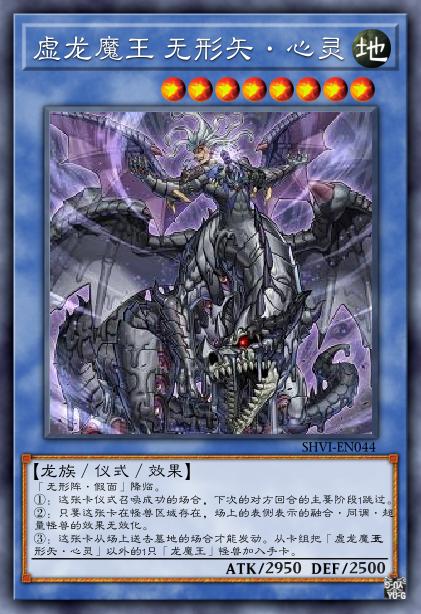 虚龙魔王 无形矢·心灵
地
SHVI-EN044
【龙族／仪式／效果】
「无形阵·假面」降临。
①：这张卡仪式召唤成功的场合，下次的对方回合的主要阶段1跳过。
②：只要这张卡在怪兽区域存在，场上的表侧表示的融合·同调·超
量怪兽的效果无效化。
③：这张卡从场上送去墓地的场合才能发动。从卡组把「虚龙魔王
形矢·心灵」以外的1只「龙魔王」怪兽加入手卡。
ATK/2950 DEF/2500